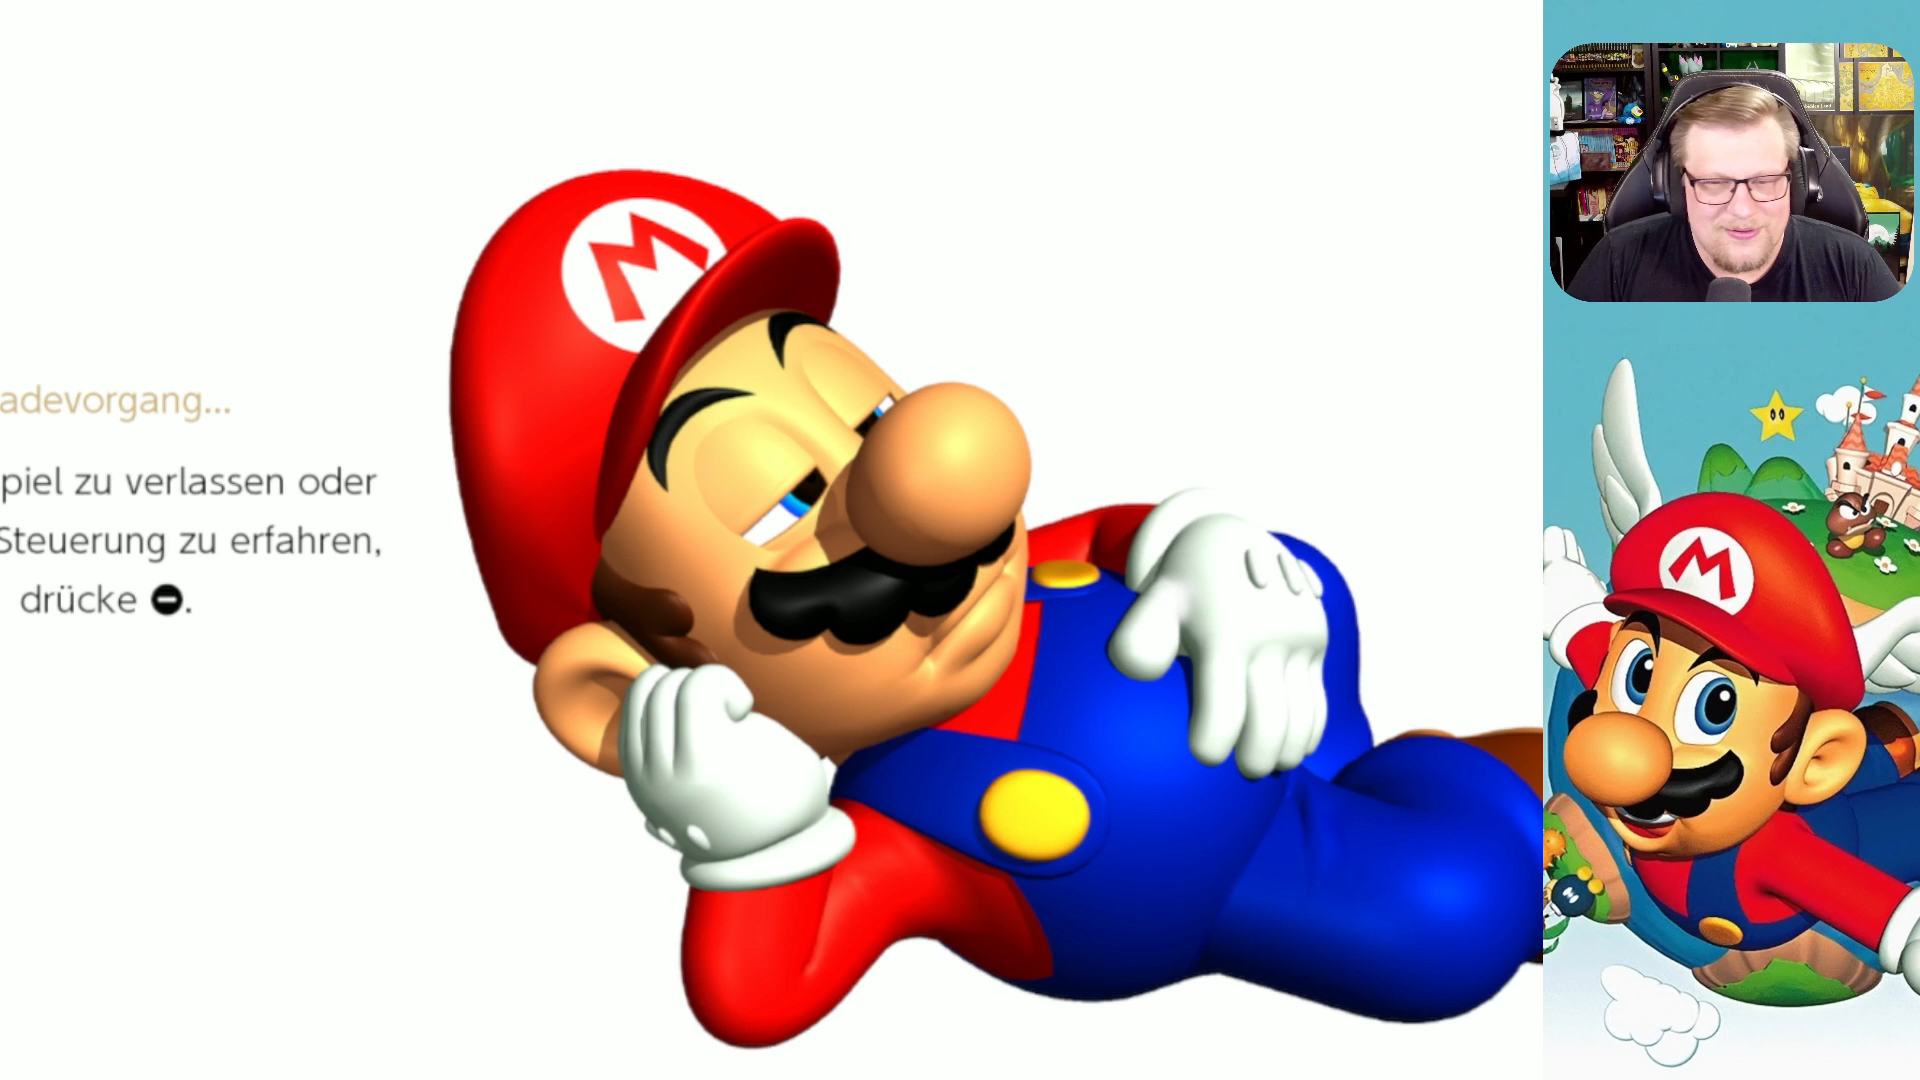 adevorgang...
piel zu verlassen oder
Steuerung zu erfahren,
drücke ⊖.
M
M